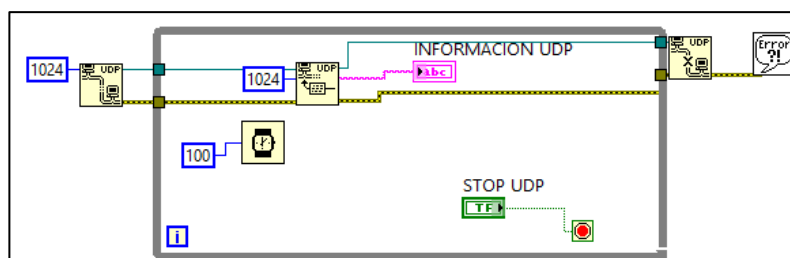 UDP
Error
?!
1024
UDP
INFORMACION UDP
1024
abc
UDP
100
STOP UDP
TF
i